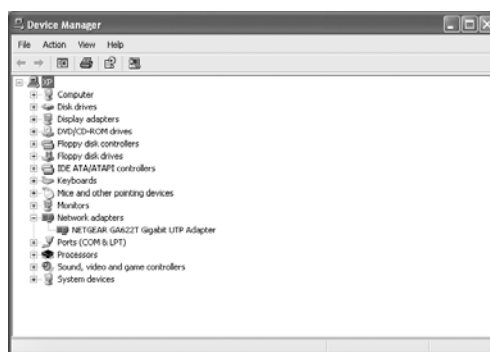 Device Manager
File Action View Help
XP
Computer
Disk drives
Display adapters
DVD/CD-ROM drives
Floppy disk controllers
Floppy disk drives
IDE ATA/ATAPI controllers
Keyboards
Mice and other pointing devices
Monitors
Network adapters
NETGEAR GA622T Gigabit UTP Adapter
Ports (COM & LPT)
Processors
Sound, video and game controllers
System devices